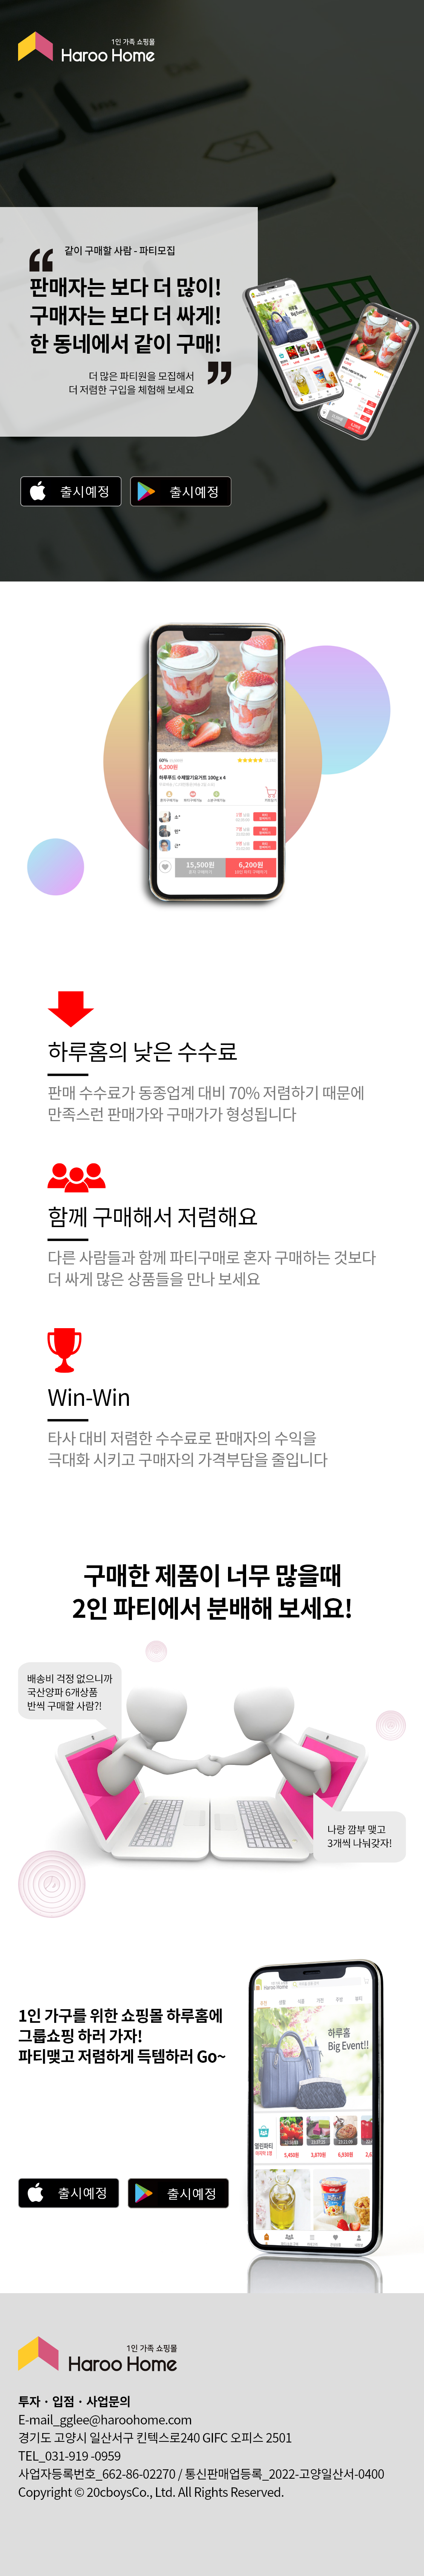 1인 가족 쇼핑몰
Haroo Home
같이 구매할 사람 - 파티모집
판매자는 보다 더 많이!
구매자는 보다 더 싸게!
한 동네에서 같이 구매!
더 많은 파티원을 모집해서
더 저렴한 구입을 체험해 보세요
출시예정
출시예정
60%
6,200원
하루푸드 수제딸기요거트 100g x 4
15,500원
6,200원
하루홈의 낮은 수수료
판매 수수료가 동종업계 대비 70% 저렴하기 때문에
만족스런 판매가와 구매가가 형성됩니다
함께 구매해서 저렴해요
다른 사람들과 함께 파티구매로 혼자 구매하는 것보다
더 싸게 많은 상품들을 만나 보세요
Win-Win
타사 대비 저렴한 수수료로 판매자의 수익을
극대화 시키고 구매자의 가격부담을 줄입니다
구매한 제품이 너무 많을때
2인 파티에서 분배해 보세요!
배송비 걱정 없으니까
국산양파 6개상품
반씩 구매할 사람?!
나랑 깜부 맺고
3개씩 나눠갖자!
1인 가구를 위한 쇼핑몰 하루홈에
그룹쇼핑 하러 가자!
파티맺고 저렴하게 득템하러 Go~
출시예정
출시예정
Haroo Home
하루홈
Big Event!!
열린파티
5,450원 3,870원 6,930원
1인 가족 쇼핑몰
Haroo Home
투자 · 입점 · 사업문의
E-mail_gglee@haroohome.com
경기도 고양시 일산서구 킨텍스로240 GIFC 오피스 2501
TEL_031-919 -0959
사업자등록번호_662-86-02270 / 통신판매업등록_2022-고양일산서-0400
Copyright © 20cboysCo., Ltd. All Rights Reserved.